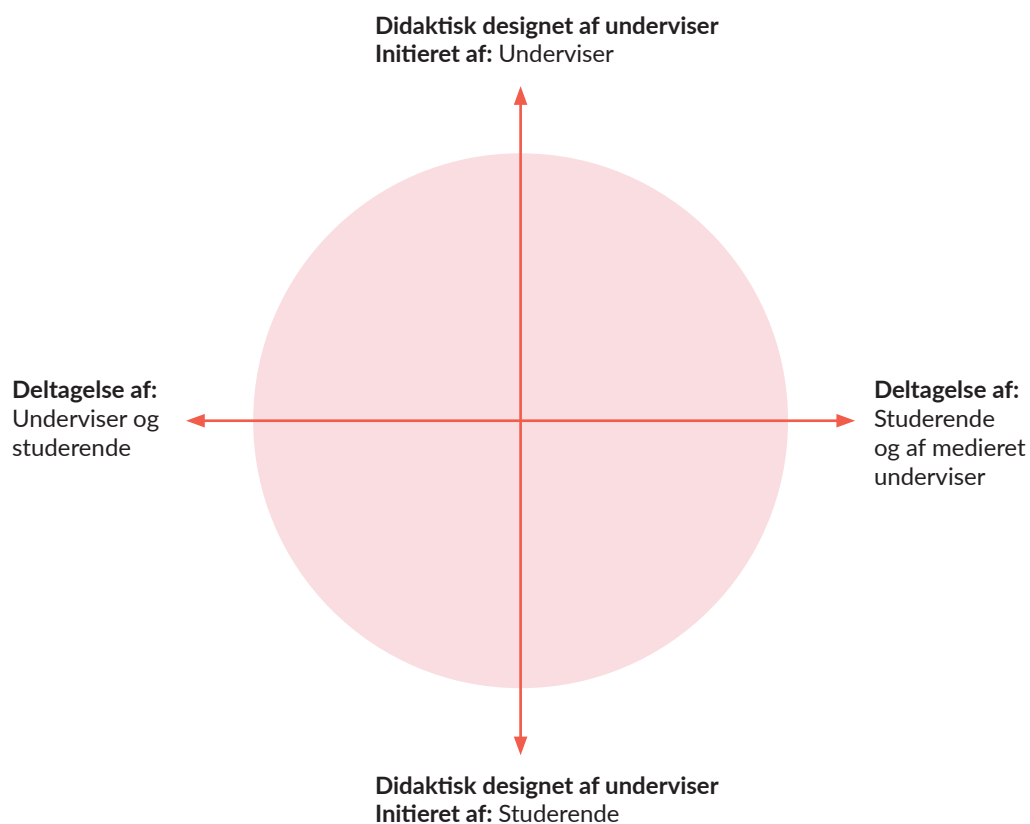 Didaktisk designet af underviser
Initieret af: Underviser
Deltagelse af:
Underviser og
studerende
Deltagelse af:
Studerende
og af medieret
underviser
Didaktisk designet af underviser
Initieret af: Studerende